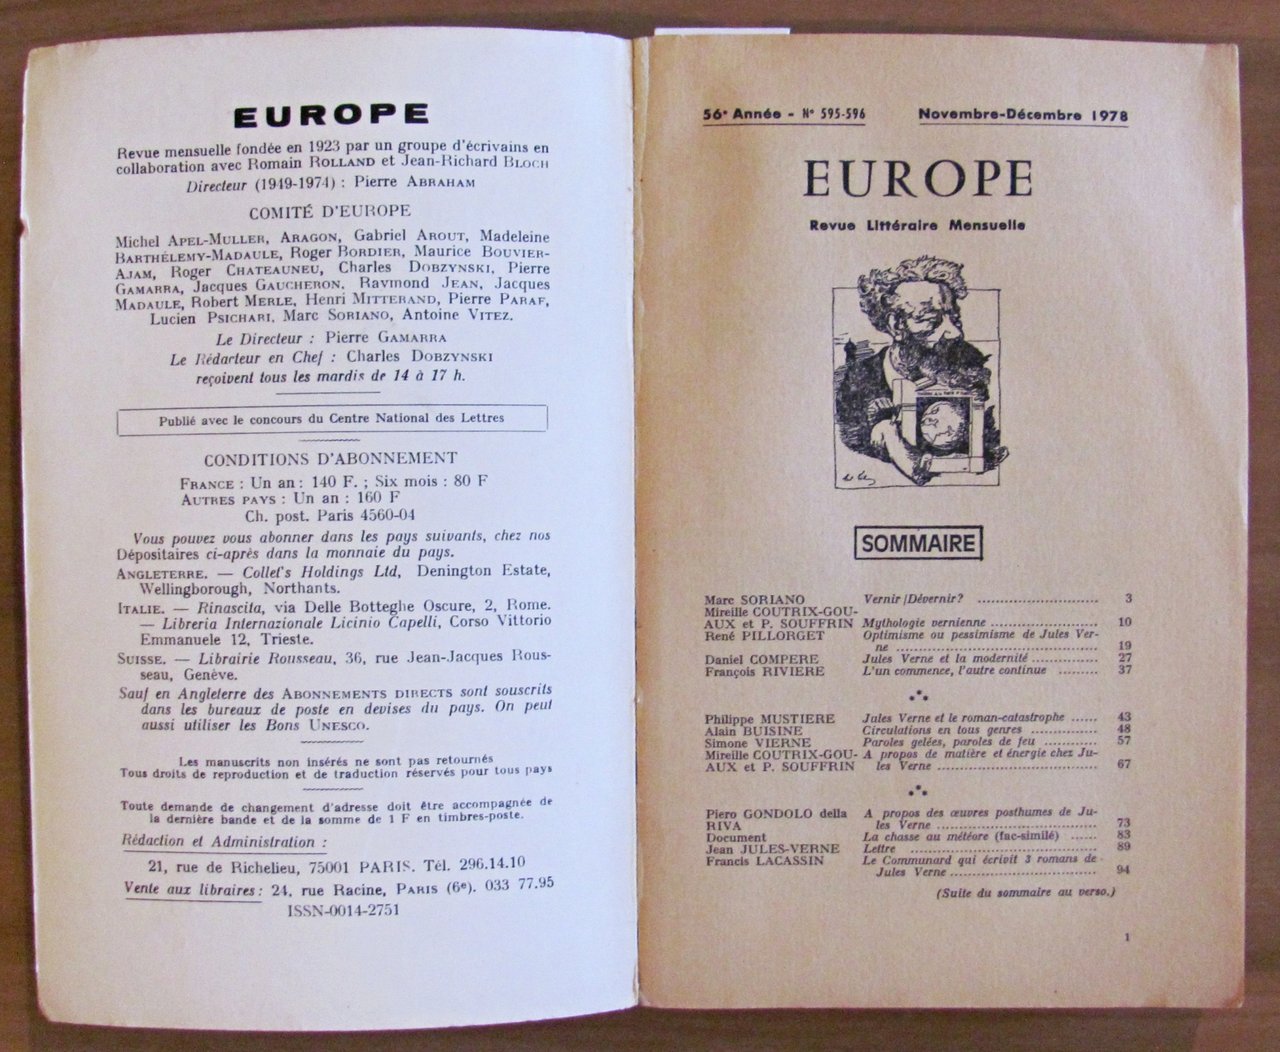 EUROPE
Revue mensuelle fondée en 1923 par un groupe d'écrivains en
collaboration avec Romain ROLLAND et Jean-Richard BLOCH
Directeur (1949-1974) : Pierre ABRAHAM
COMITÉ D'EUROPE
Michel APEL-MULLER, ARAGON, Gabriel AROUT, Madeleine
BARTHÉLEMY-MADAULE, Roger BORDIER, Maurice BOUVIER-
AJAM, Roger CHATEAUNEU, Charles DOBZYNSKI, Pierre
GAMARRA, Jacques GAUCHERON, Raymond JEAN, Jacques
MADAULE, Robert MERLE, Henri MITTERAND, Pierre PARAF,
Lucien PSICHARI, Marc SORIANO, Antoine VITEZ.
Le Directeur : Pierre GAMARRA
Le Rédacteur en Chef : Charles DOBZYNSKI
reçoivent tous les mardis de 14 à 17 h.
Publié avec le concours du Centre National des Lettres
CONDITIONS D'ABONNEMENT
FRANCE : Un an : 140 F. ; Six mois : 80 F
AUTRES PAYS : Un an : 160 F
Ch. post. Paris 4560-04
Vous pouvez vous abonner dans les pays suivants, chez nos
Dépositaires ci-après dans la monnaie du pays.
ANGLETERRE. — Collet's Holdings Ltd, Denington Estate,
Wellingborough, Northants.
ITALIE. — Rinascita, via Delle Botteghe Oscure, 2, Rome.
— Libreria Internazionale Licinio Capelli, Corso Vittorio
Emmanuele 12, Trieste.
SUISSE. — Librairie Rousseau, 36, rue Jean-Jacques Rous-
seau, Genève.
Sauf en Angleterre des ABONNEMENTS DIRECTS sont souscrits
dans les bureaux de poste en devises du pays. On peut
aussi utiliser les Bons UNESCO.
Les manuscrits non insérés ne sont pas retournés
Tous droits de reproduction et de traduction réservés pour tous pays
Toute demande de changement d'adresse doit être accompagnée de
la dernière bande et de la somme de 1 F en timbres-poste.
Rédaction et Administration :
21, rue de Richelieu, 75001 PARIS. Tél. 296.14.10
Vente aux libraires : 24, rue Racine, PARIS (6e). 033 77.95
ISSN-0014-2751
56e Année - N° 595-596 Novembre-Décembre 1978
EUROPE
Revue Littéraire Mensuelle
SOMMAIRE
Marc SORIANO Vernir/Dévernir? .......................... 3
Mireille COUTRIX-GOU-
AUX et P. SOUFFRIN Mythologie vernienne ....................... 10
René PILLORGET Optimisme ou pessimisme de Jules Ver-
ne ........................................... 19
Daniel COMPERE Jules Verne et la modernité .............. 27
François RIVIERE L'un commence, l'autre continue ......... 37
Philippe MUSTIERE Jules Verne et le roman-catastrophe ...... 43
Alain BUISINE Circulations en tous genres .............. 48
Simone VIERNE Paroles gelées, paroles de feu ............ 57
Mireille COUTRIX-GOU- A propos de matière et énergie chez Ju-
AUX et P. SOUFFRIN les Verne .................................. 67
Piero GONDOLO della A propos des œuvres posthumes de Ju-
RIVA les Verne .................................. 73
Document La chasse au météore (fac-similé) ...... 83
Jean JULES-VERNE Lettre ........................................ 89
Francis LACASSIN Le Communard qui écrivit 3 romans de
Jules Verne ................................ 94
(Suite du sommaire au verso.)
1